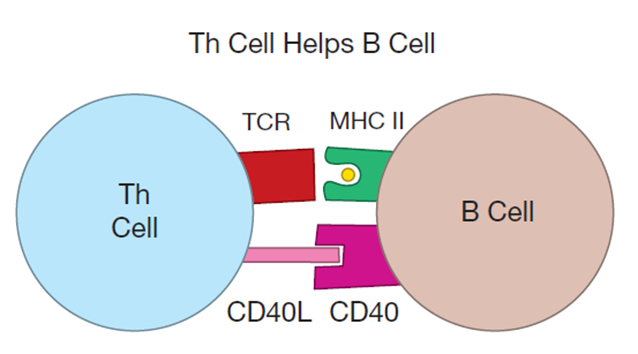 Th Cell Helps B Cell
TCR MHC II
Th
Cell
B Cell
CD40L CD40